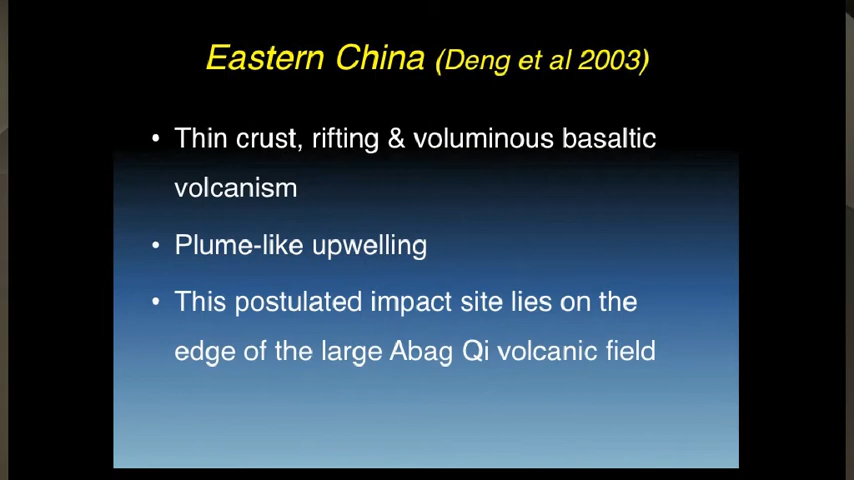 Eastern China (Deng et al 2003)
• Thin crust, rifting & voluminous basaltic
volcanism
• Plume-like upwelling
• This postulated impact site lies on the
edge of the large Abag Qi volcanic field